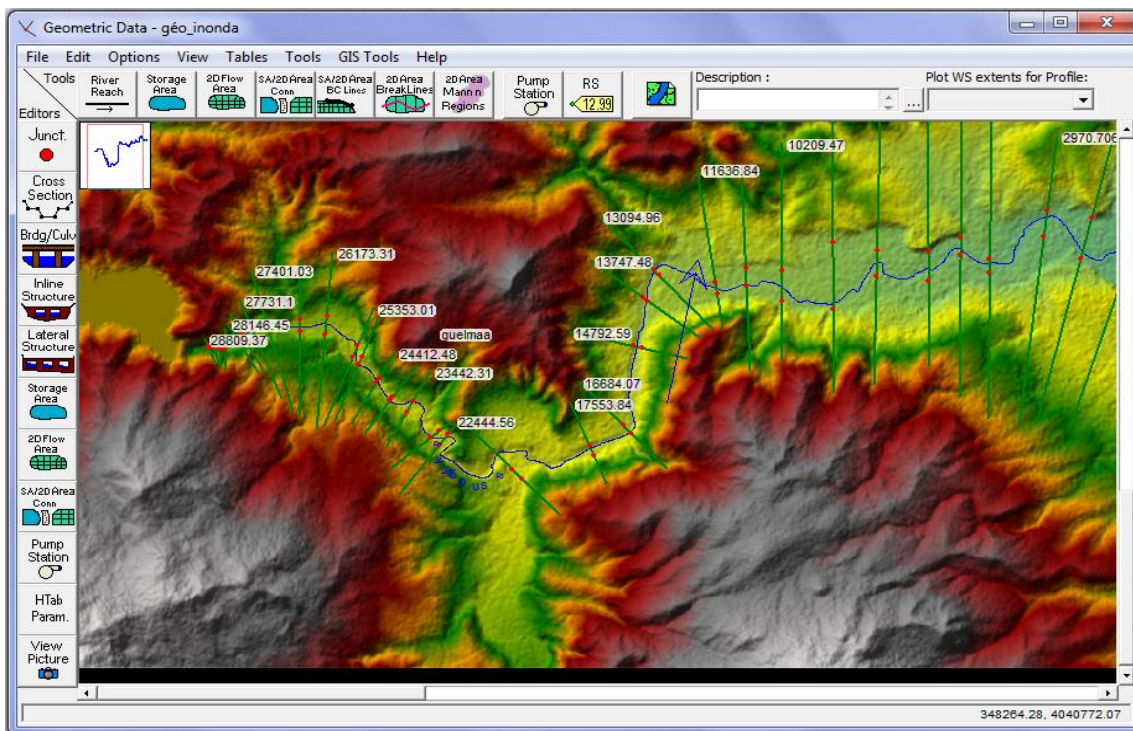 Geometric Data - géo_inonda
File Edit Options View Tables Tools GIS Tools Help
Tools
Editors
River
Reach
Storage
Area
2D Flow
Area
SA/2D Area
Conn
SA/2D Area
BC Lines
2D Area
BreakLines
2D Area
Mann n
Regions
Pump
Station
RS
12.99
Description :
...
Plot WS extents for Profile:
Junct.
Cross
Section
Brdg/Culv
Inline
Structure
Lateral
Structure
Storage
Area
2D Flow
Area
SA/2D Area
Conn
Pump
Station
HTab
Param.
View
Picture
2970.706
10209.47
11636.84
13094.96
13747.48
26173.31
27401.03
27731.1
25353.01
28146.45
28809.37
guelmaa
14792.59
24412.48
23442.31
16684.07
17553.84
22444.56
348264.28, 4040772.07